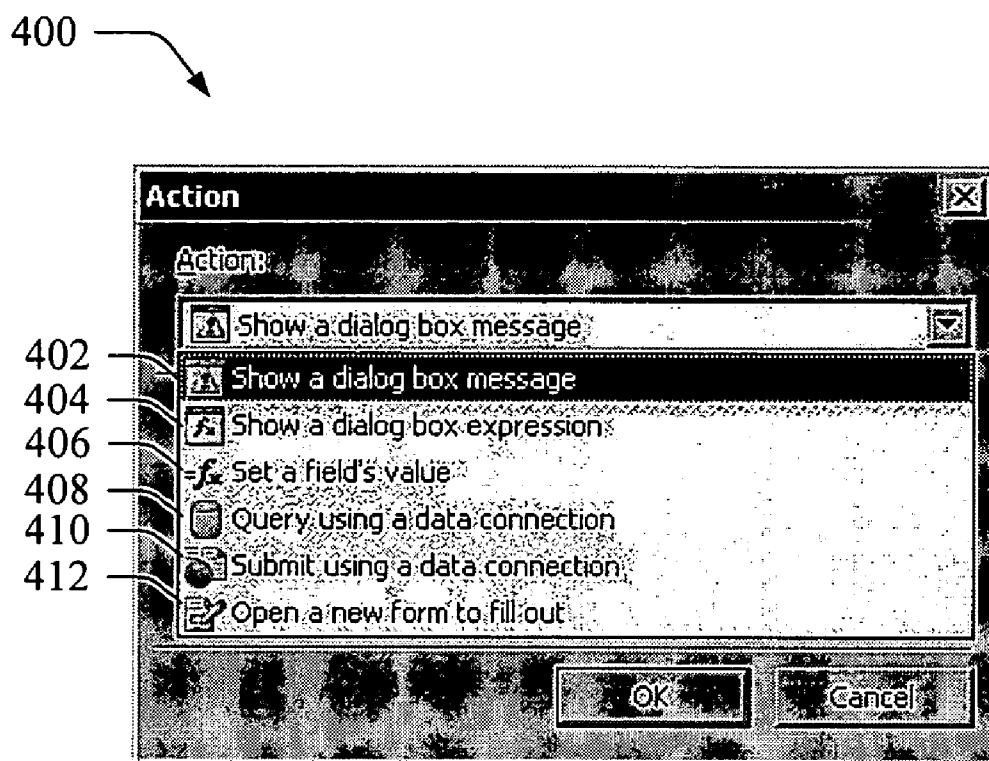 400
Action
Action:
Show a dialog box message
402 Show a dialog box message
404 Show a dialog box expression
406 =fx Set a field's value
408 Query using a data connection
410 Submit using a data connection
412 Open a new form to fill out
OK Cancel